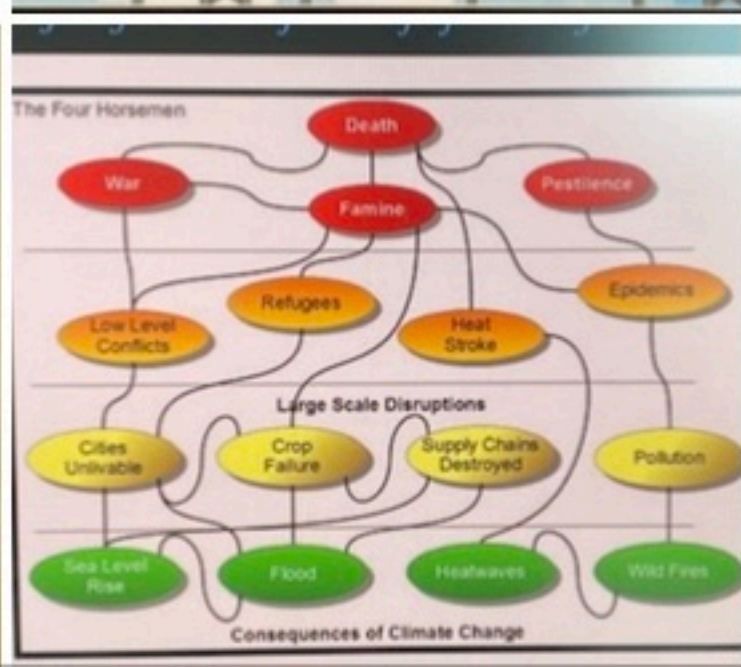 The Four Horsemen
Death
War
Pestilence
Famine
Refugees
Epidemics
Low Level
Conflicts
Heat
Stroke
Large Scale Disruptions
Cities
Unlivable
Crop
Failure
Supply Chains
Destroyed
Pollution
Sea Level
Rise
Flood
Heatwaves
Wild Fires
Consequences of Climate Change